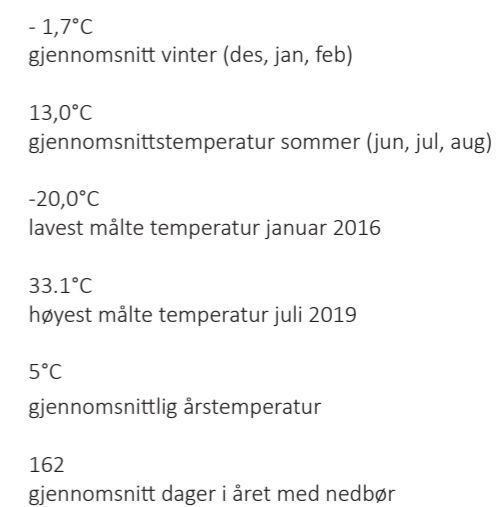 - 1,7°C
gjennomsnitt vinter (des, jan, feb)
13,0°C
gjennomsnittstemperatur sommer (jun, jul, aug)
-20,0°C
lavest målte temperatur januar 2016
33.1°C
høyest målte temperatur juli 2019
5°C
gjennomsnittlig årstemperatur
162
gjennomsnitt dager i året med nedbør